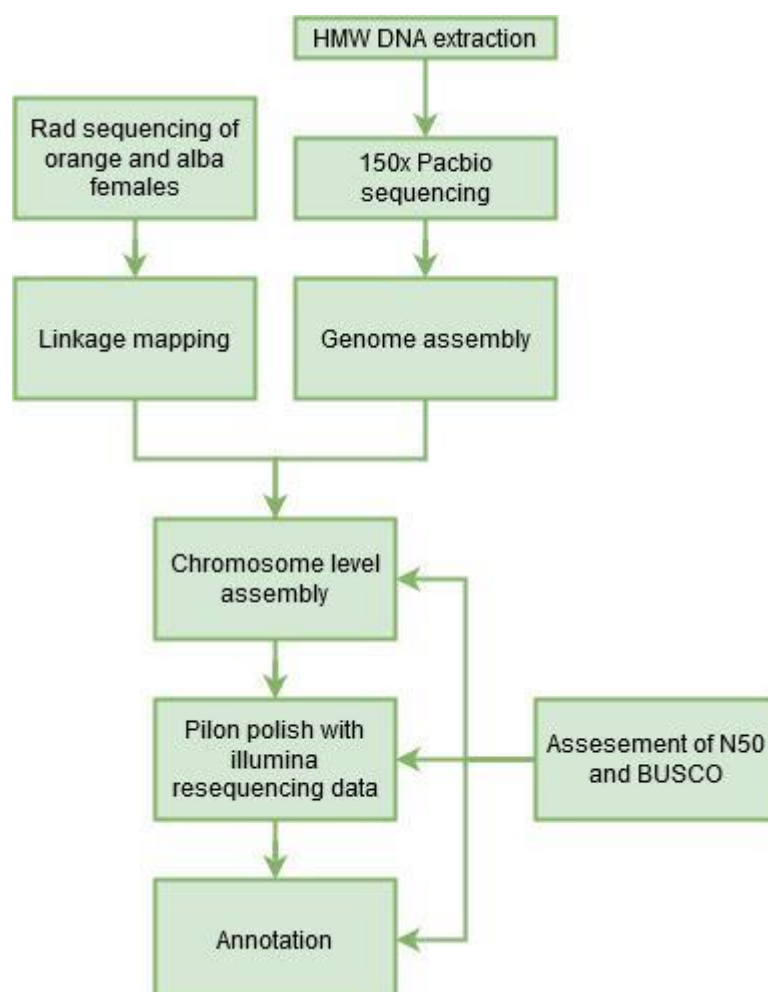 HMW DNA extraction
Rad sequencing of
orange and alba
females
150x Pacbio
sequencing
Linkage mapping
Genome assembly
Chromosome level
assembly
Pilon polish with
illumina
resequencing data
Assesement of N50
and BUSCO
Annotation